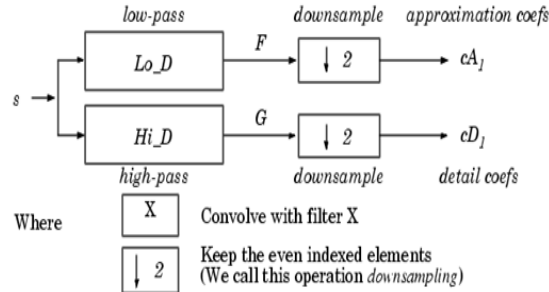 low-pass downsample approximation coefs
F
Lo_D ↓ 2 cA1
s
G
Hi_D ↓ 2 cD1
high-pass downsample detail coefs
Where X Convolve with filter X
↓ 2 Keep the even indexed elements
(We call this operation downsampling)